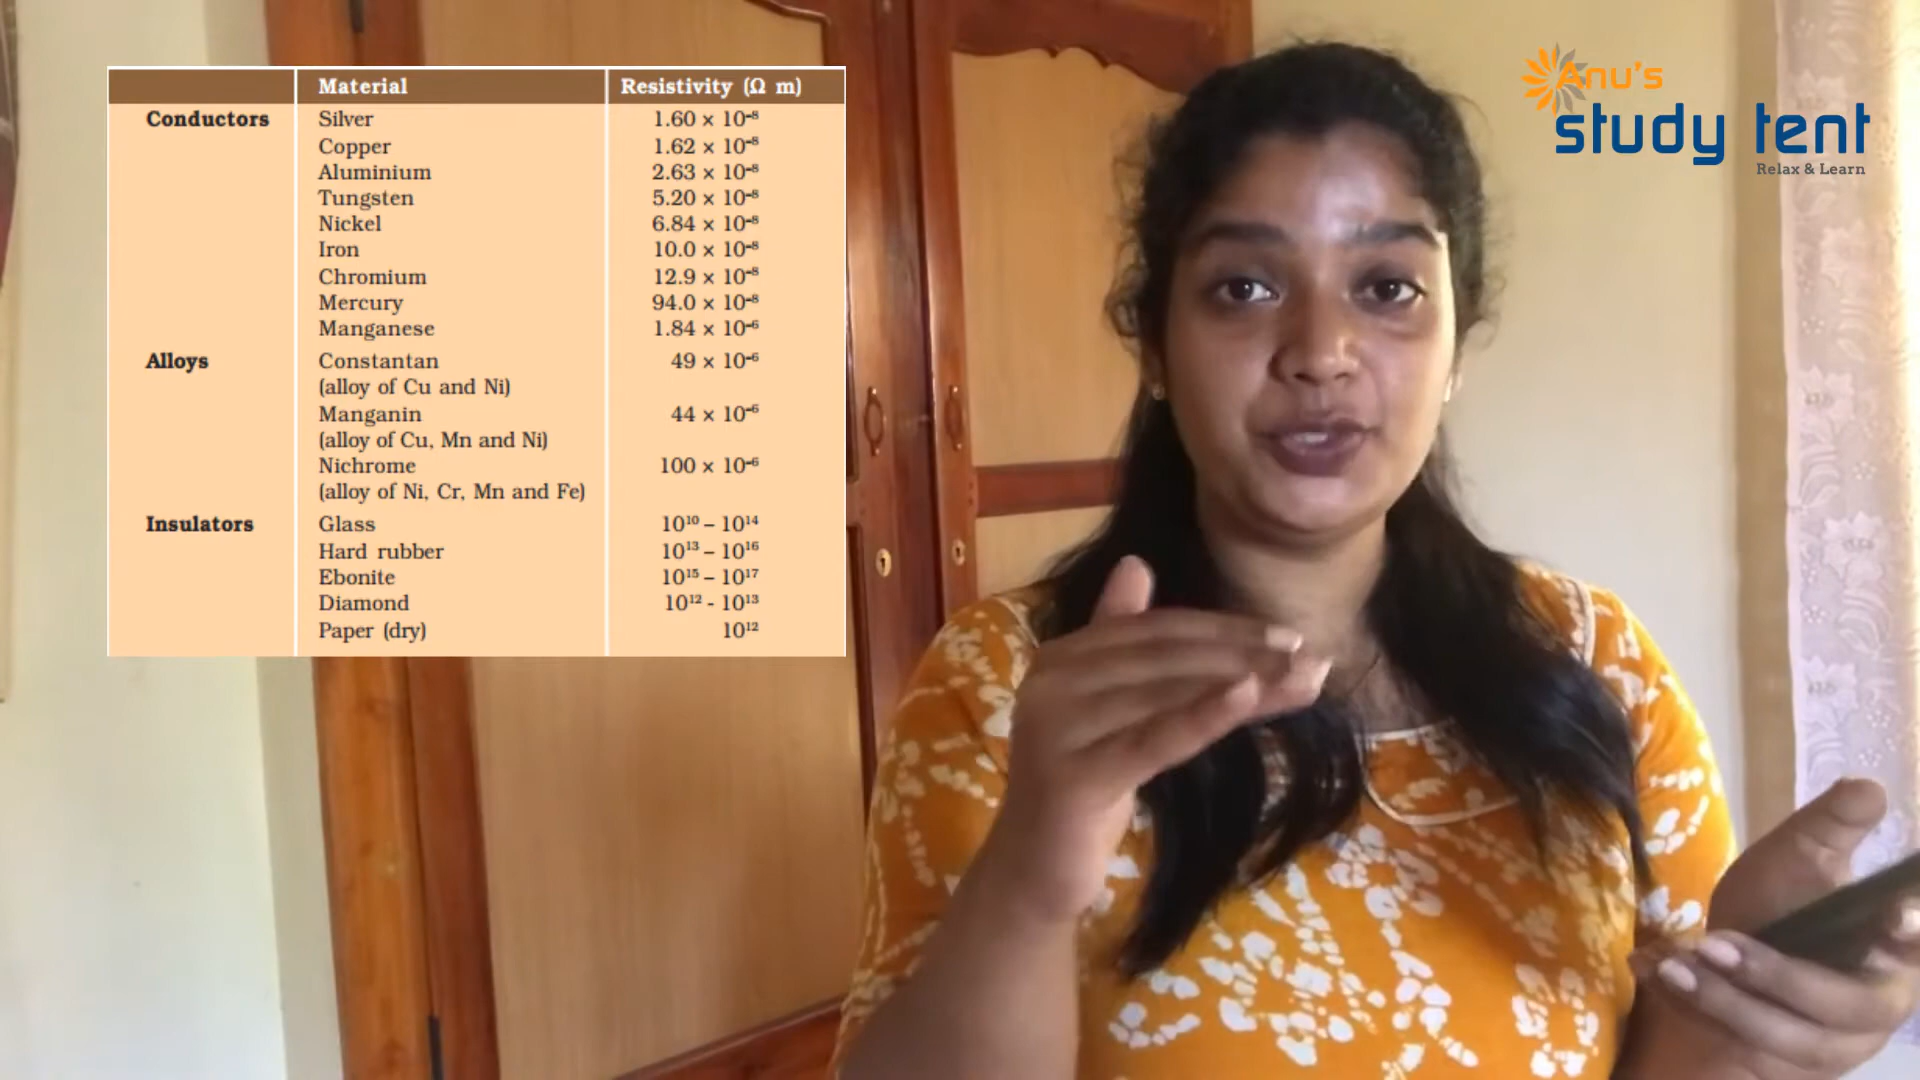 Material Resistivity (Ω m)
Conductors Silver 1.60 × 10⁻⁸
Copper 1.62 × 10⁻⁸
Aluminium 2.63 × 10⁻⁸
Tungsten 5.20 × 10⁻⁸
Nickel 6.84 × 10⁻⁸
Iron 10.0 × 10⁻⁸
Chromium 12.9 × 10⁻⁸
Mercury 94.0 × 10⁻⁸
Manganese 1.84 × 10⁻⁶
Alloys Constantan 49 × 10⁻⁶
(alloy of Cu and Ni)
Manganin 44 × 10⁻⁶
(alloy of Cu, Mn and Ni)
Nichrome 100 × 10⁻⁶
(alloy of Ni, Cr, Mn and Fe)
Insulators Glass 10¹⁰ – 10¹⁴
Hard rubber 10¹³ – 10¹⁶
Ebonite 10¹⁵ – 10¹⁷
Diamond 10¹² - 10¹³
Paper (dry) 10¹²
Anu's
study tent
Relax & Learn